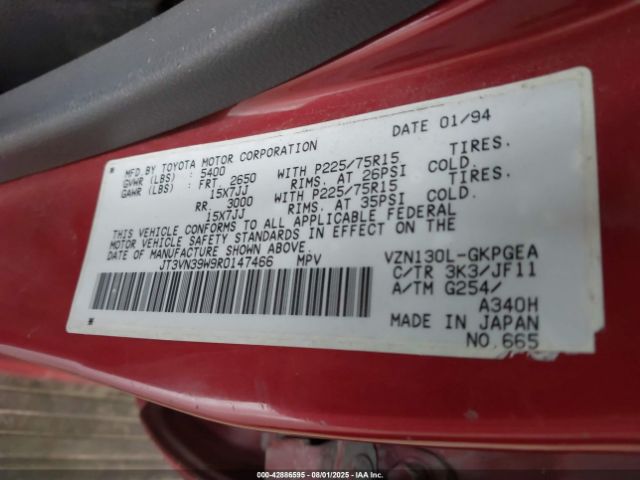 MFD.BY TOYOTA MOTOR CORPORATION DATE 01/94
GVWR (LBS) : 5400
GAWR (LBS) : FRT. 2650 WITH P225/75R15 TIRES.
15X7JJ RIMS. AT 26PSI COLD.
RR. 3000 WITH P225/75R15 TIRES.
15X7JJ RIMS. AT 35PSI COLD.
THIS VEHICLE CONFORMS TO ALL APPLICABLE FEDERAL
MOTOR VEHICLE SAFETY STANDARDS IN EFFECT ON THE
DATE OF MANUFACTURE SHOWN ABOVE.
JT3VN39W9R0147466 MPV VZN130L-GKPGEA
C/TR 3K3/JF11
A/TM G254/
A340H
MADE IN JAPAN
NO.665
© IAA - 42886595 - 08/01/2025 - iaai.com